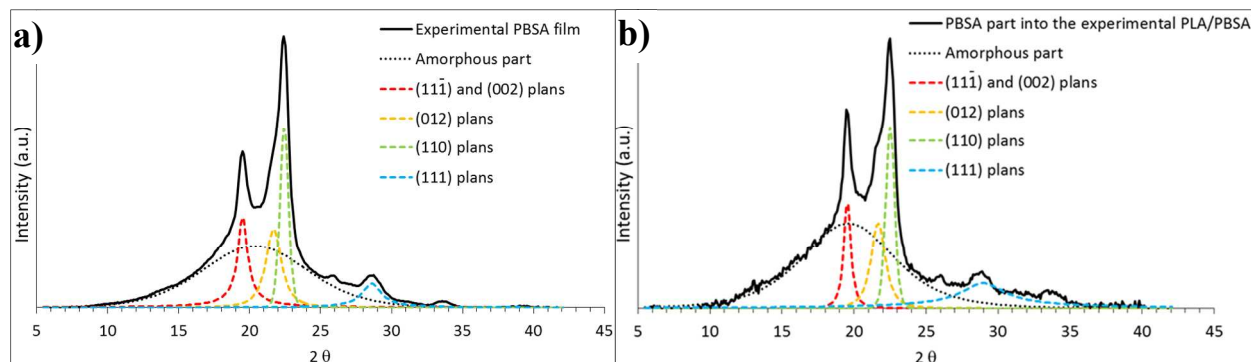 a)
Experimental PBSA film
Amorphous part
(111̄) and (002) plans
(012) plans
(110) plans
(111) plans
Intensity (a.u.)
5 10 15 20 25 30 35 40 45
2 θ
b)
PBSA part into the experimental PLA/PBSA
Amorphous part
(111̄) and (002) plans
(012) plans
(110) plans
(111) plans
Intensity (a.u.)
5 10 15 20 25 30 35 40 45
2 θ